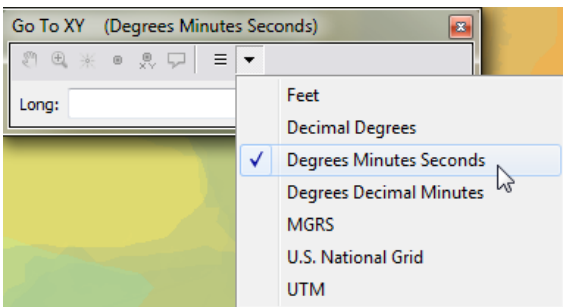 Go To XY (Degrees Minutes Seconds)
Long:
Feet
Decimal Degrees
Degrees Minutes Seconds
Degrees Decimal Minutes
MGRS
U.S. National Grid
UTM